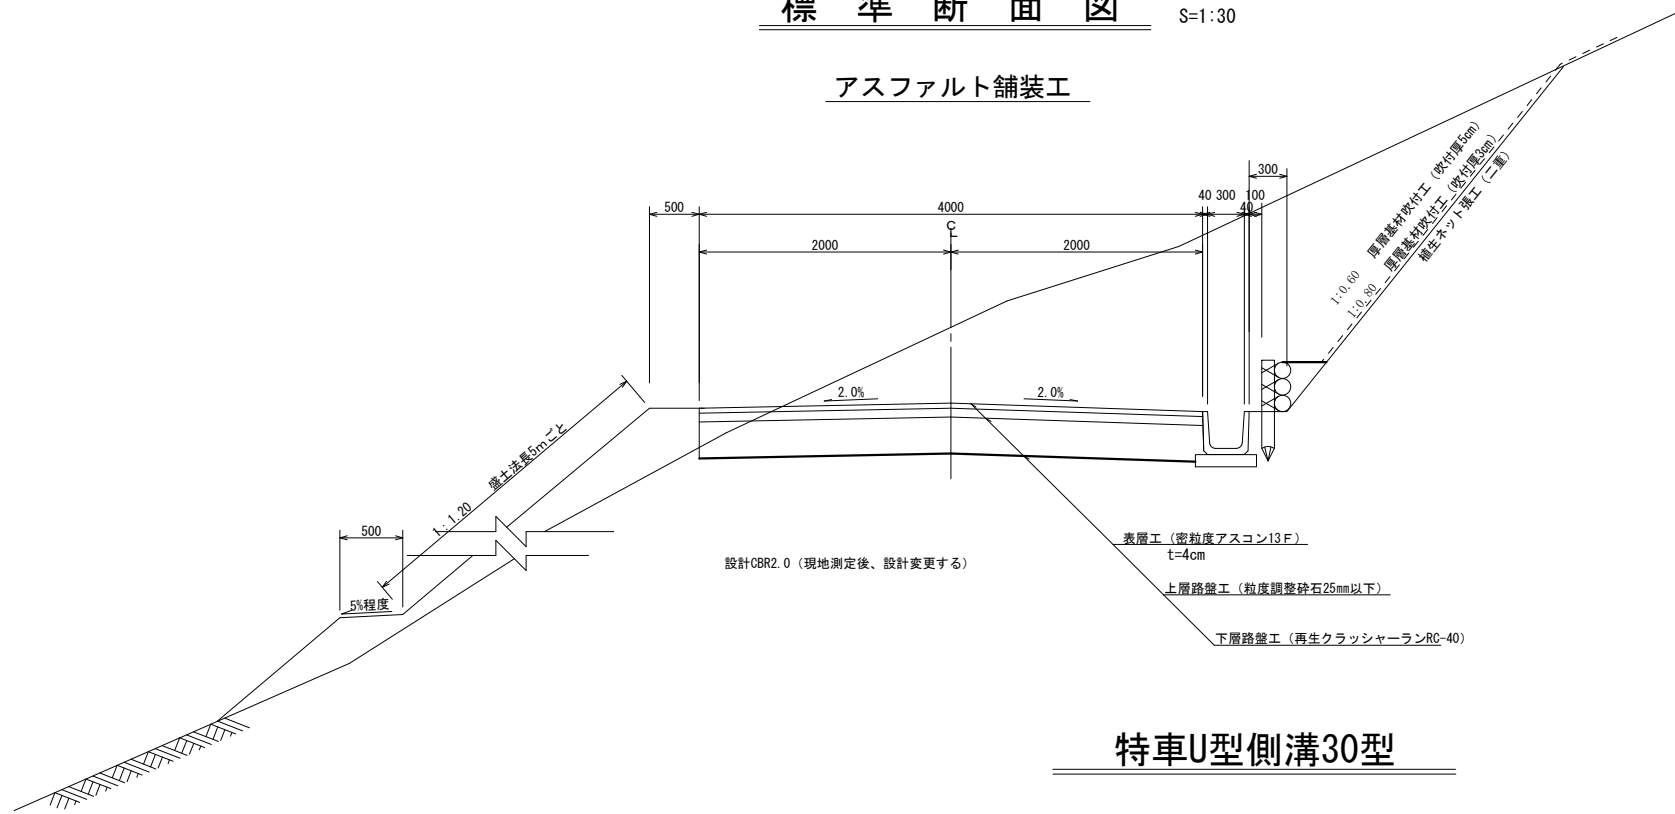 標準断面図 S=1:30
アスファルト舗装工
300
500 4000 40 300 100
40
CL
2000 2000
厚層基材吹付工（吹付厚5cm）
厚層基材吹付工（吹付厚3cm）
植生ネット張工（二重）
1:0.60
1:0.80
2.0% 2.0%
盛土法長5mごと
1：1.20
500
5%程度
設計CBR2.0（現地測定後、設計変更する）
表層工（密粒度アスコン13Ｆ）
t=4cm
上層路盤工（粒度調整砕石25mm以下）
下層路盤工（再生クラッシャーランRC-40）
特車U型側溝30型